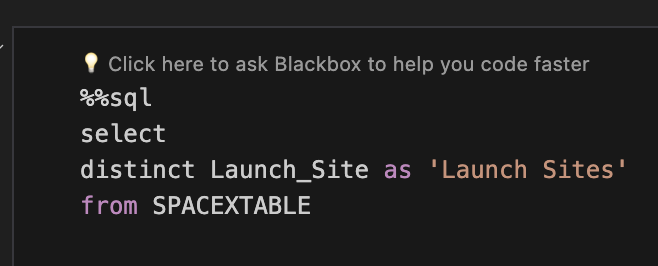 💡 Click here to ask Blackbox to help you code faster
%%sql
select
distinct Launch_Site as 'Launch Sites'
from SPACEXTABLE